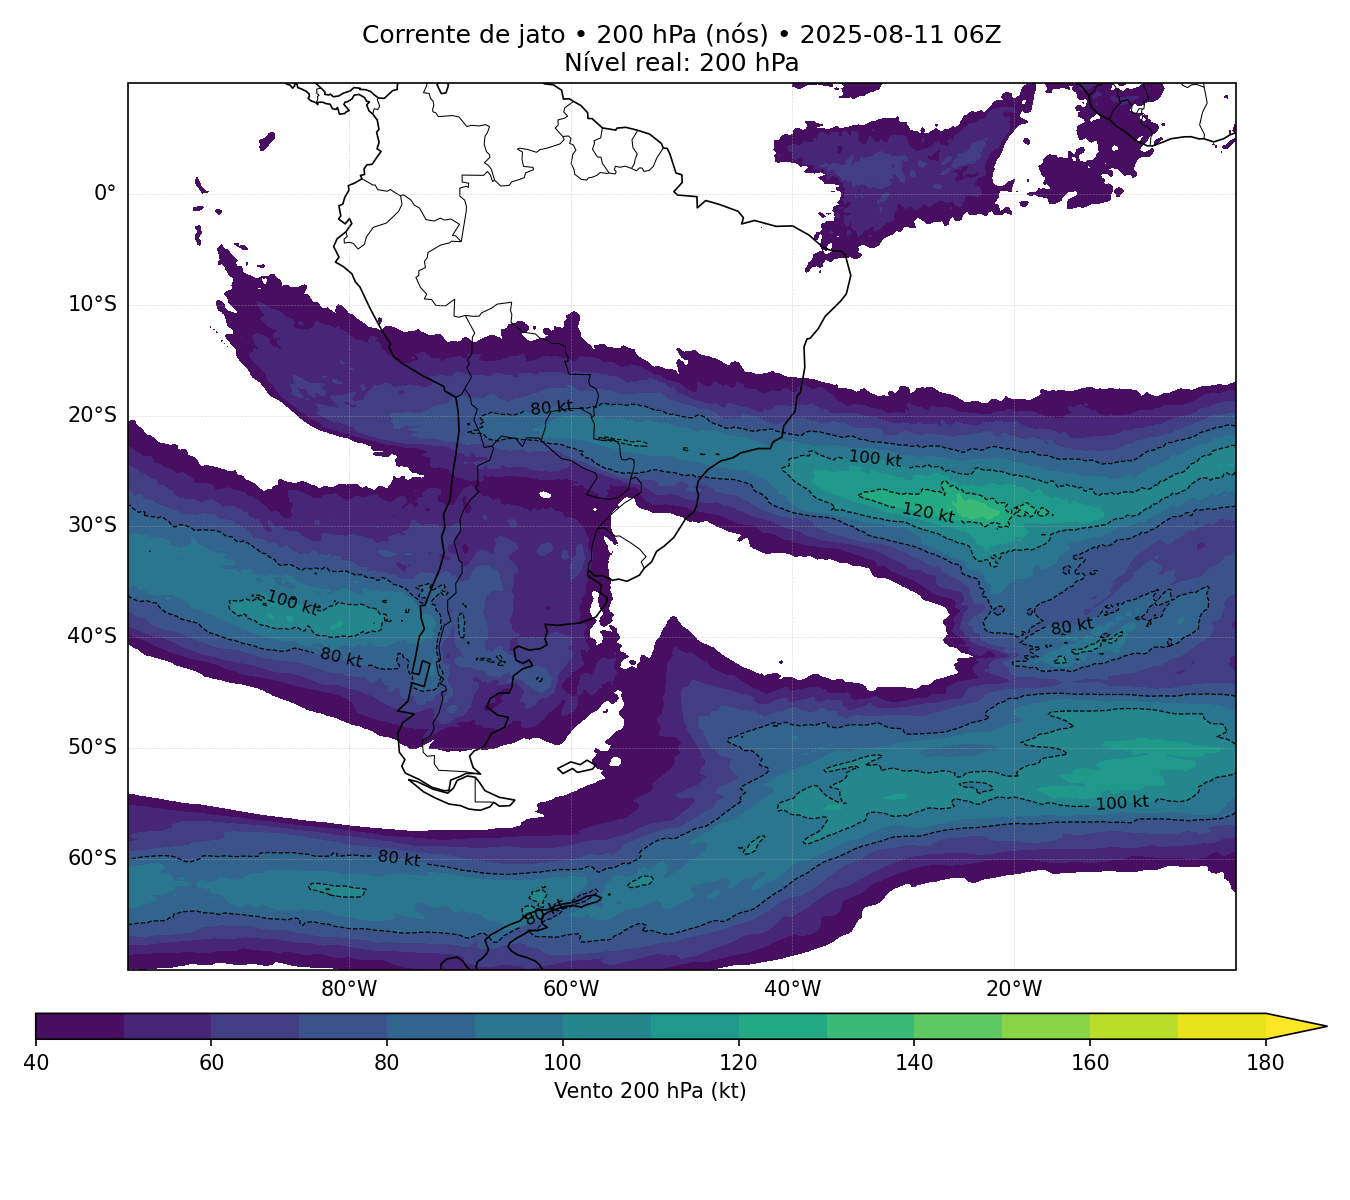 Corrente de jato • 200 hPa (nós) • 2025-08-11 06Z
Nível real: 200 hPa
0°
10°S
20°S
30°S
40°S
50°S
60°S
80 kt
100 kt
120 kt
100 kt
80 kt
80 kt
100 kt
80 kt
80 kt
80°W 60°W 40°W 20°W
40 60 80 100 120 140 160 180
Vento 200 hPa (kt)